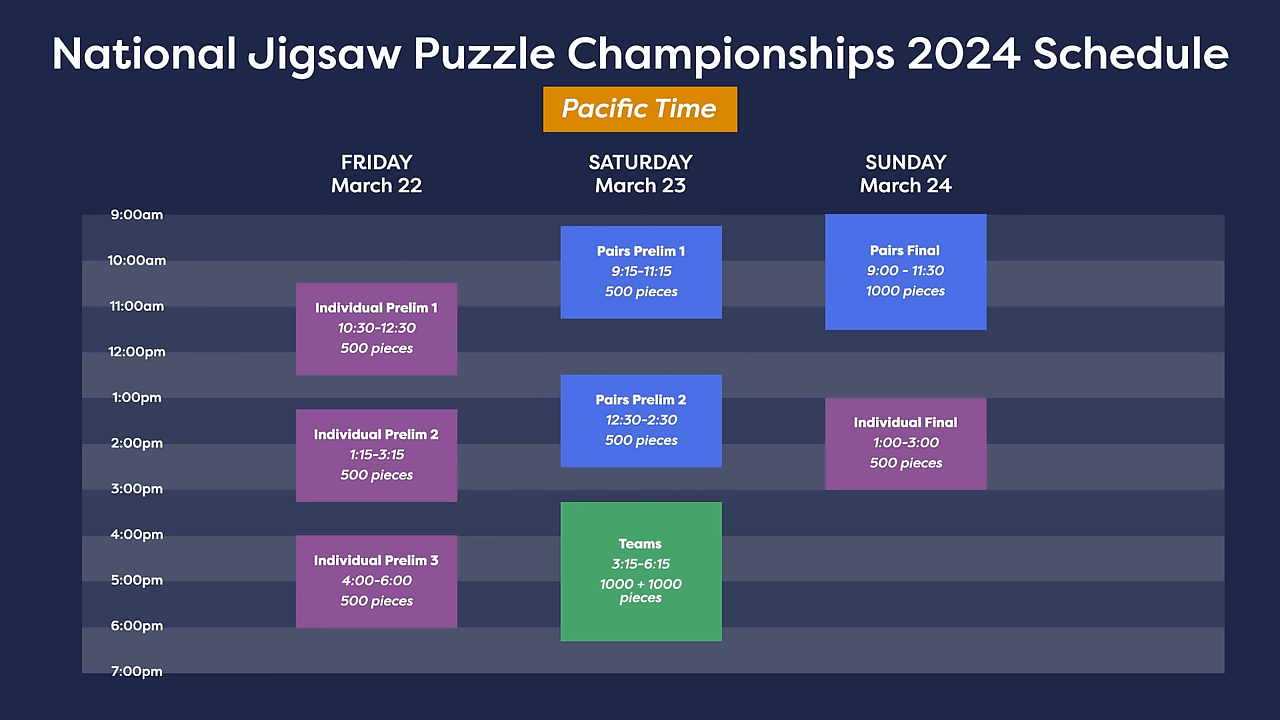 National Jigsaw Puzzle Championships 2024 Schedule
Pacific Time
FRIDAY
March 22
SATURDAY
March 23
SUNDAY
March 24
9:00am
10:00am
11:00am
12:00pm
1:00pm
2:00pm
3:00pm
4:00pm
5:00pm
6:00pm
7:00pm
Individual Prelim 1
10:30-12:30
500 pieces
Individual Prelim 2
1:15-3:15
500 pieces
Individual Prelim 3
4:00-6:00
500 pieces
Pairs Prelim 1
9:15-11:15
500 pieces
Pairs Prelim 2
12:30-2:30
500 pieces
Teams
3:15-6:15
1000 + 1000
pieces
Pairs Final
9:00 - 11:30
1000 pieces
Individual Final
1:00-3:00
500 pieces